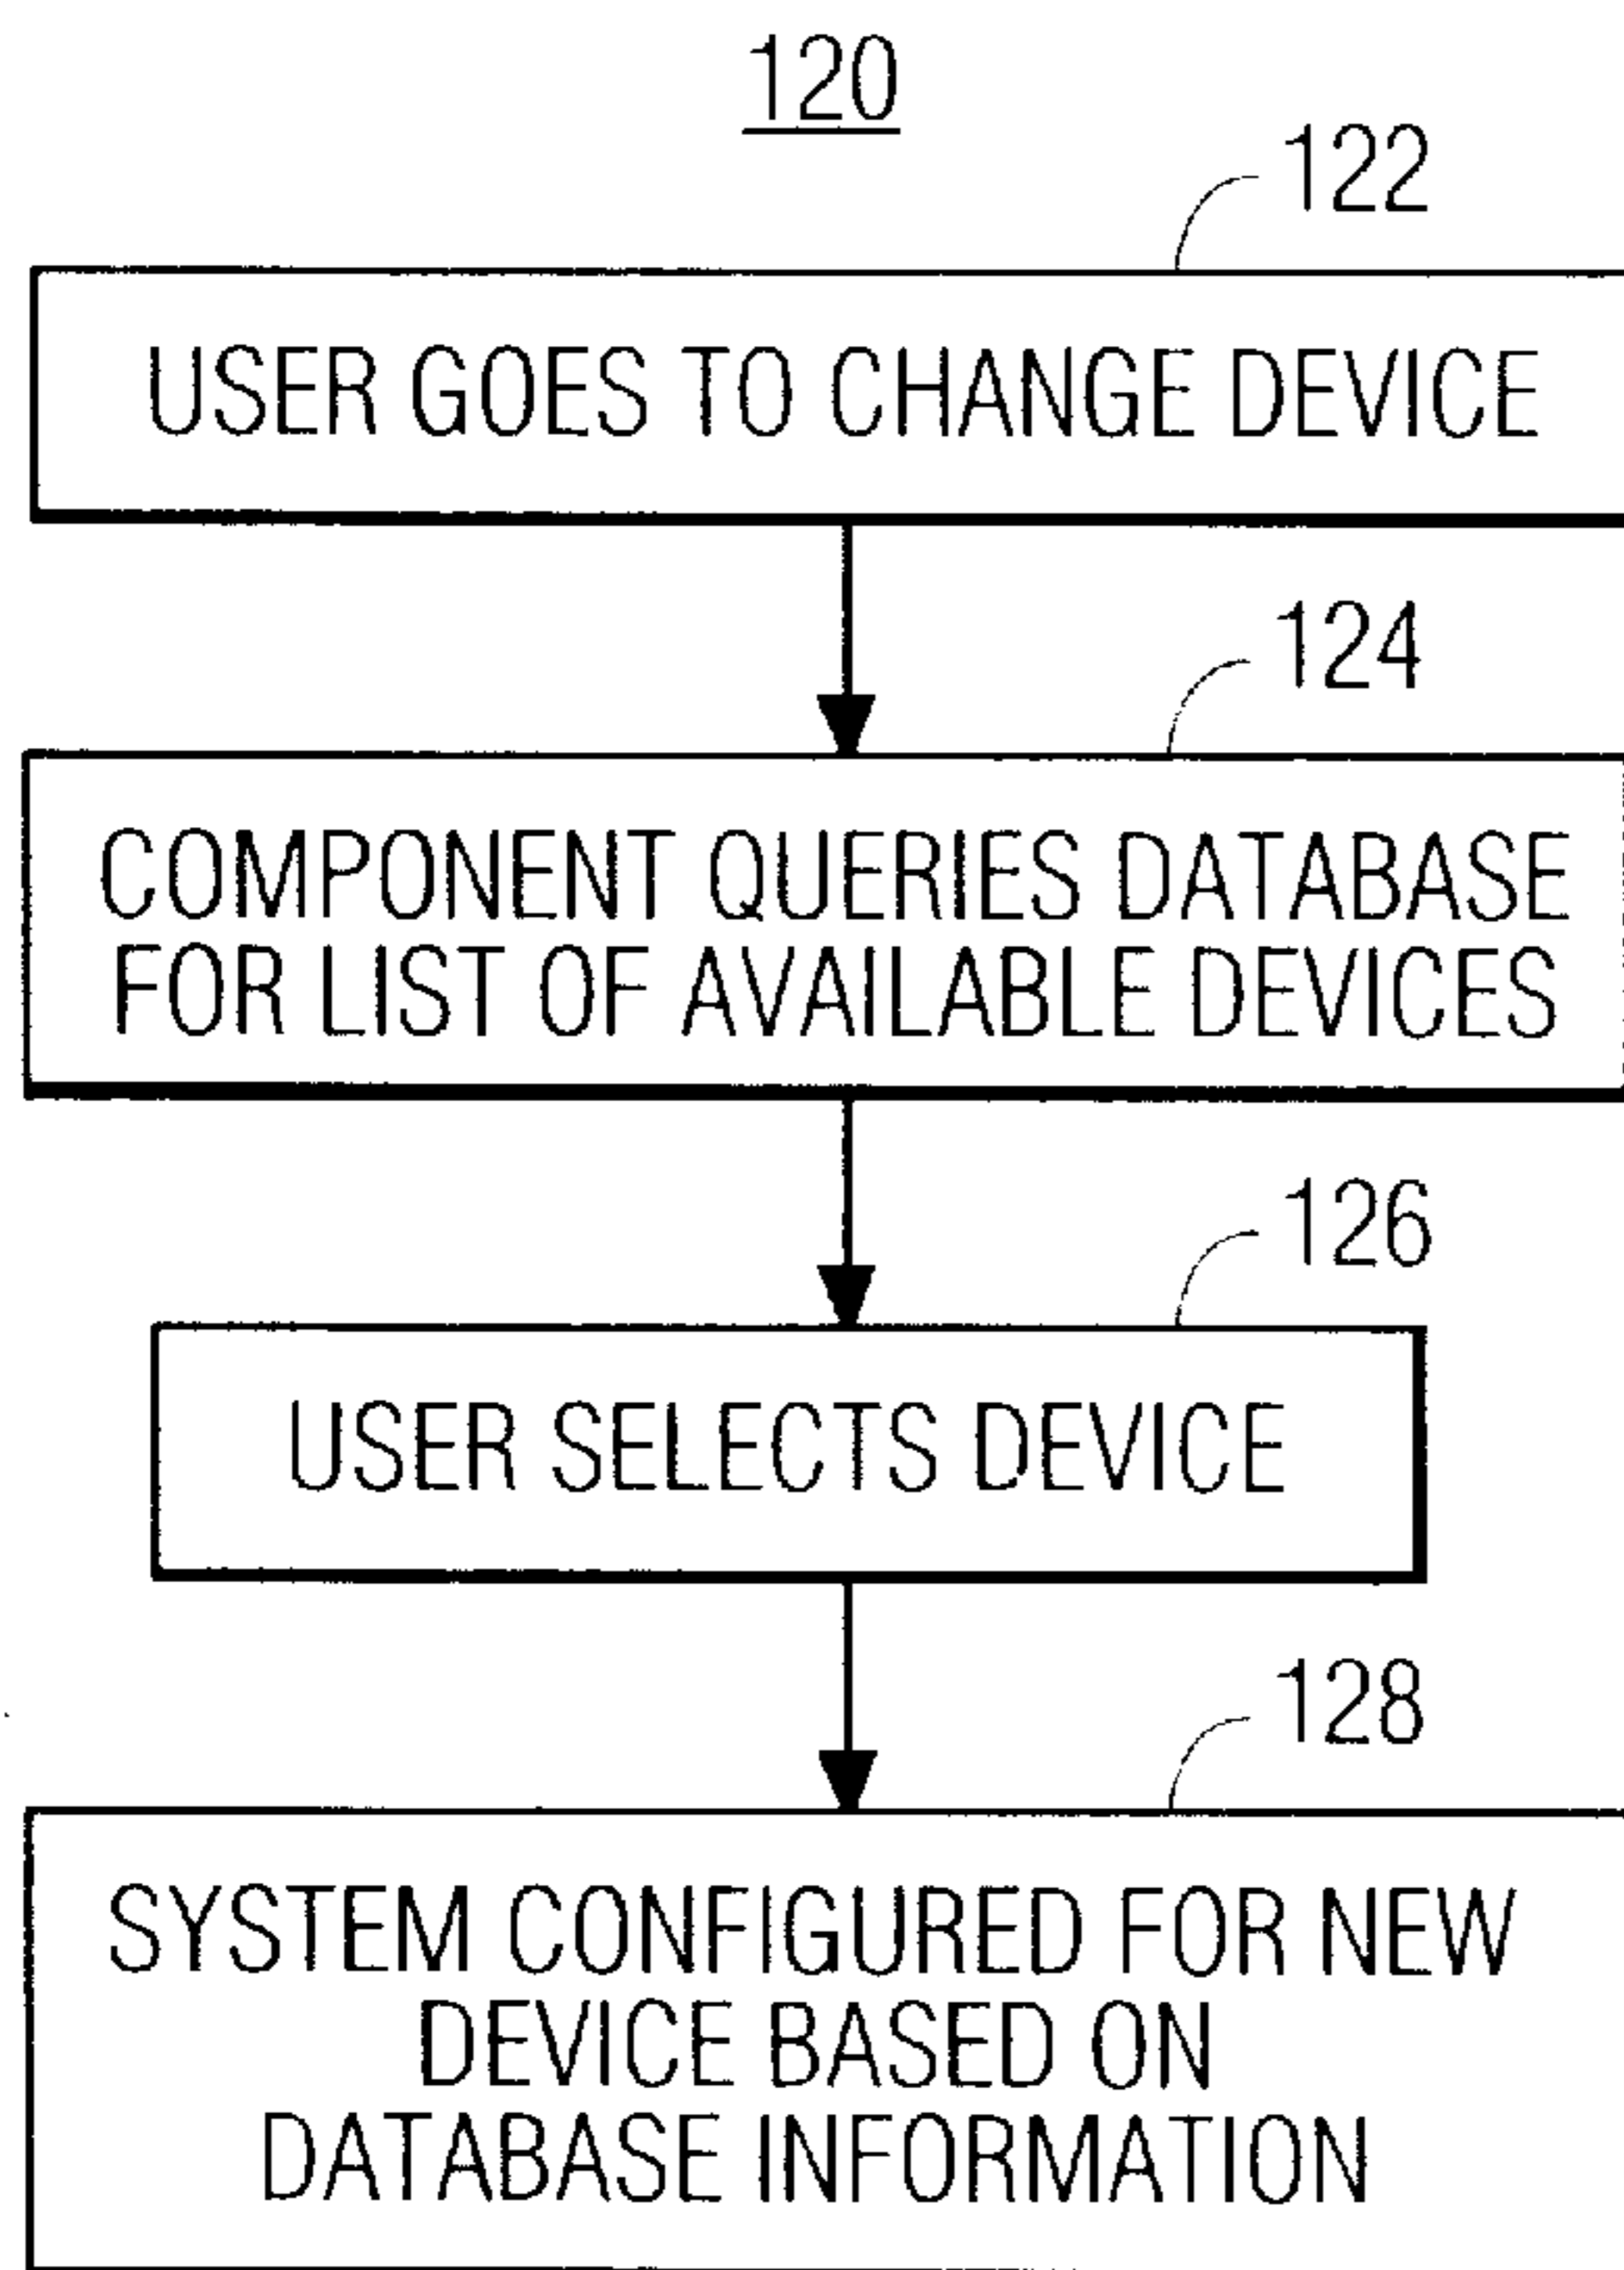 120
122
USER GOES TO CHANGE DEVICE
124
COMPONENT QUERIES DATABASE
FOR LIST OF AVAILABLE DEVICES
126
USER SELECTS DEVICE
128
SYSTEM CONFIGURED FOR NEW
DEVICE BASED ON
DATABASE INFORMATION